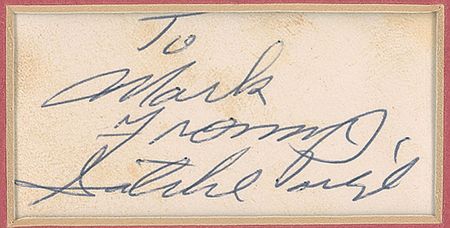 To
Mark
From,
Satchel Paige